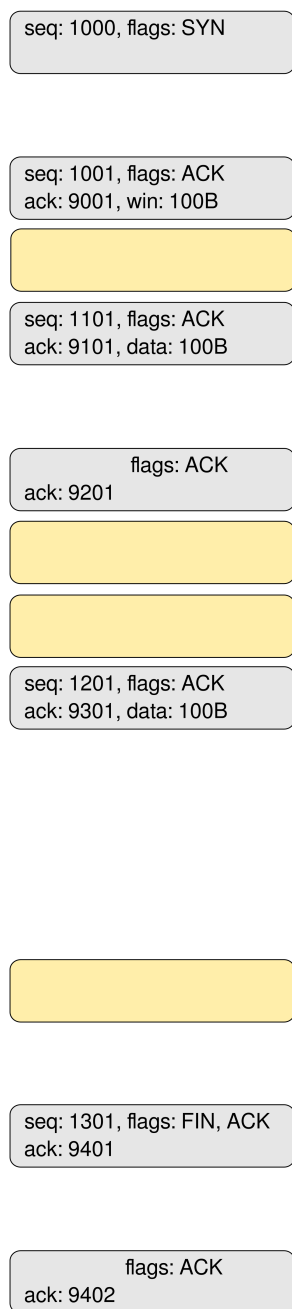 seq: 1000, flags: SYN
seq: 1001, flags: ACK
ack: 9001, win: 100B
seq: 1101, flags: ACK
ack: 9101, data: 100B
flags: ACK
ack: 9201
seq: 1201, flags: ACK
ack: 9301, data: 100B
seq: 1301, flags: FIN, ACK
ack: 9401
flags: ACK
ack: 9402